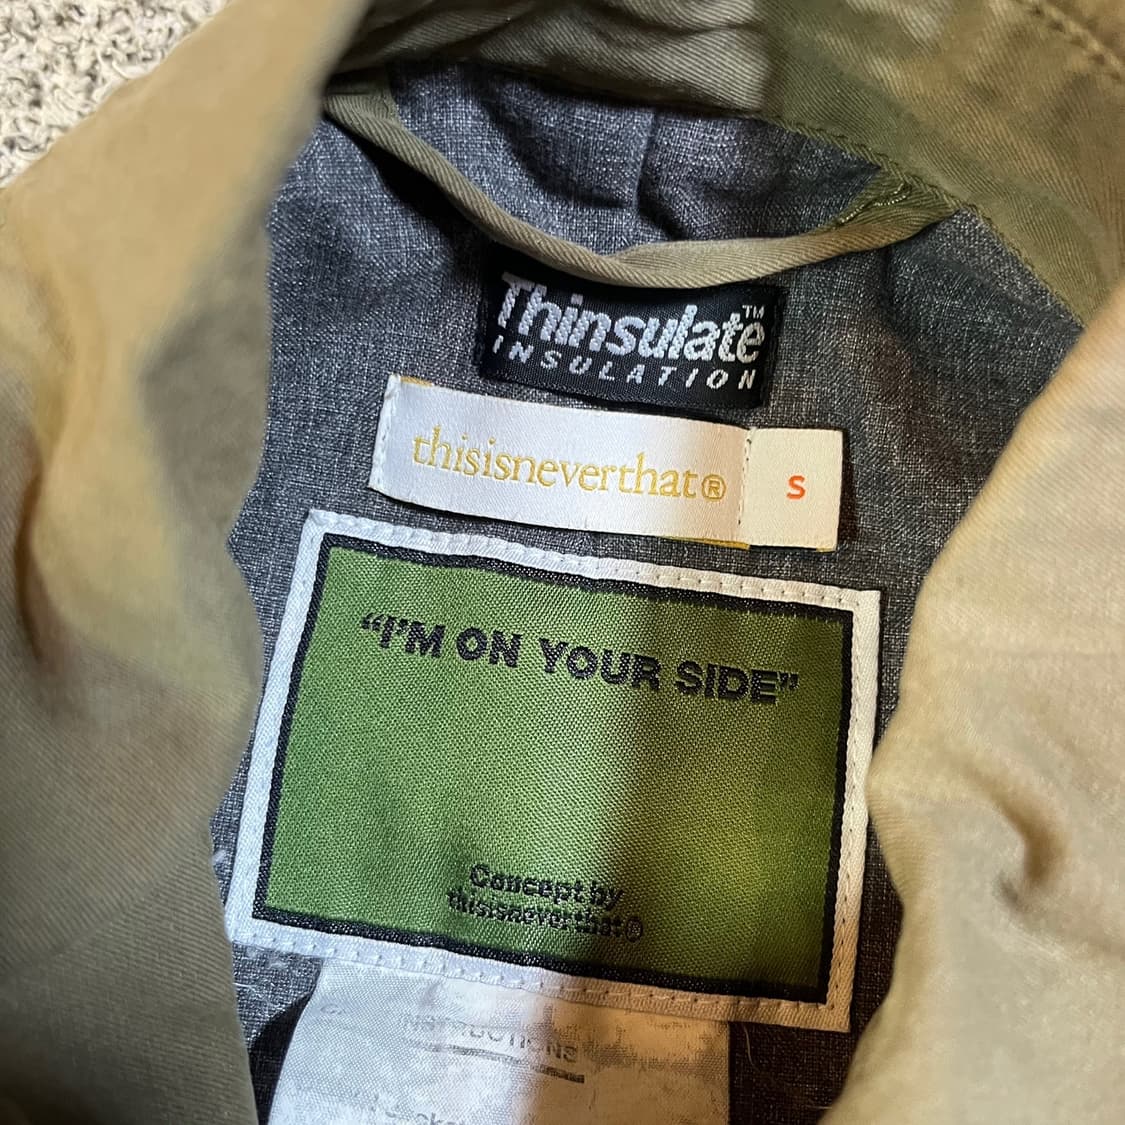 Thinsulate™
INSULATION
thisisneverthat®
S
“I’M ON YOUR SIDE”
Concept by
thisisneverthat®